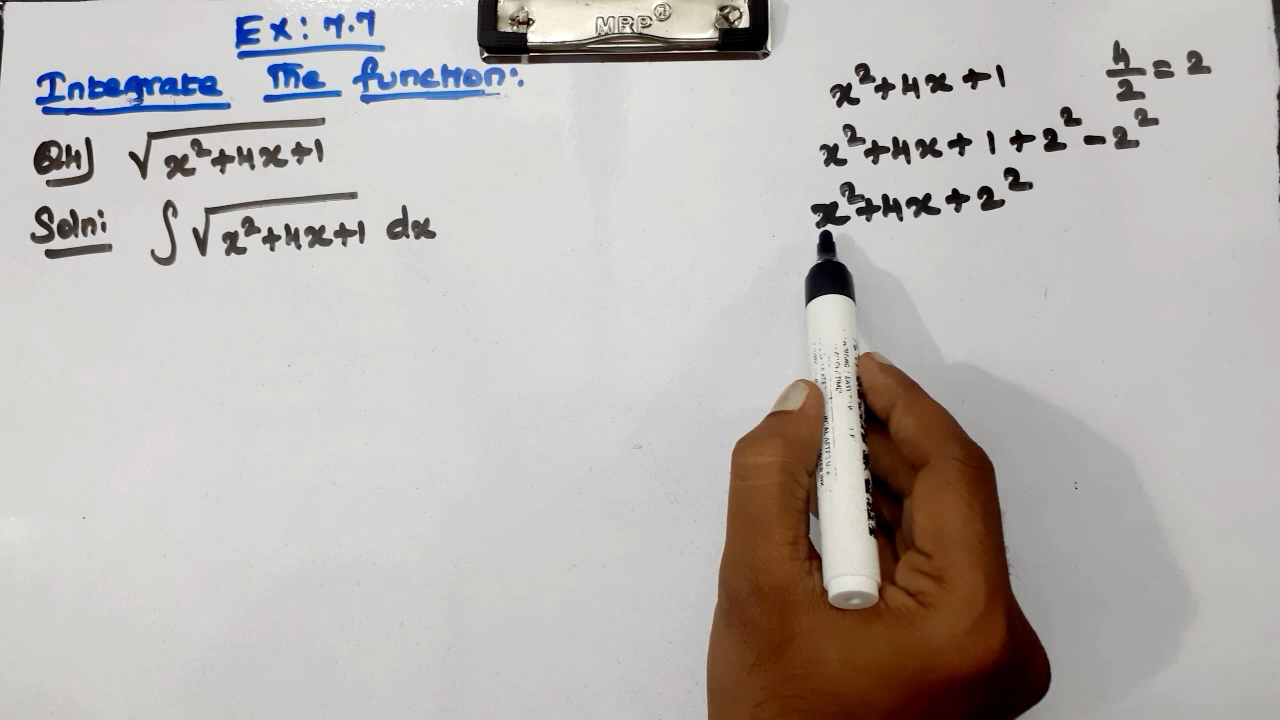 MRP®
Ex: 7.7
Integrate the function:
Q4) √x²+4x+1
Soln: ∫ √x²+4x+1 dx
x²+4x+1
4/2 = 2
x²+4x+1+2²-2²
x²+4x+2²